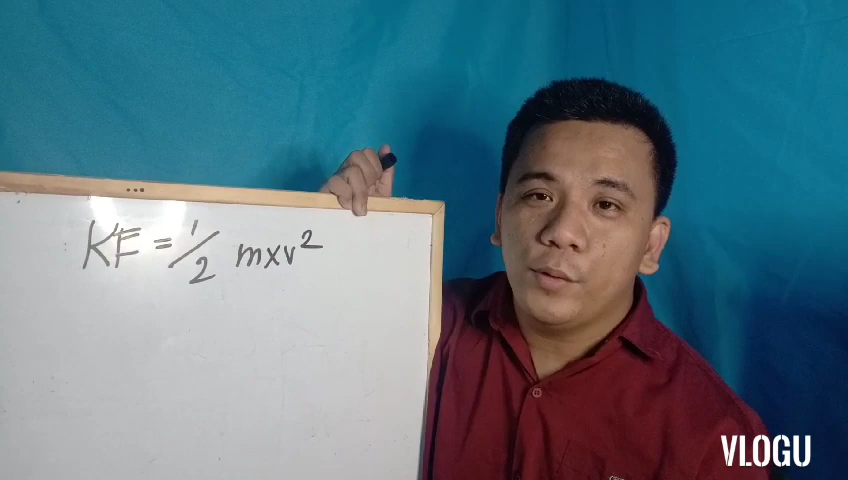 KE = 1/2 mxv²
VLOGU